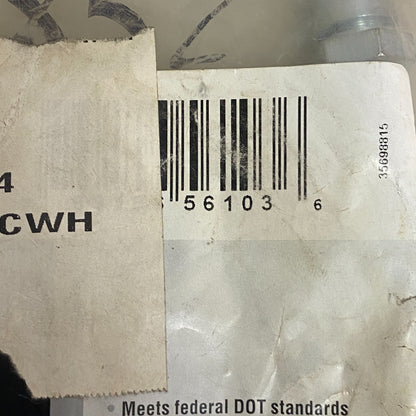 35698815
56103 6
4
CWH
• Meets federal DOT standards